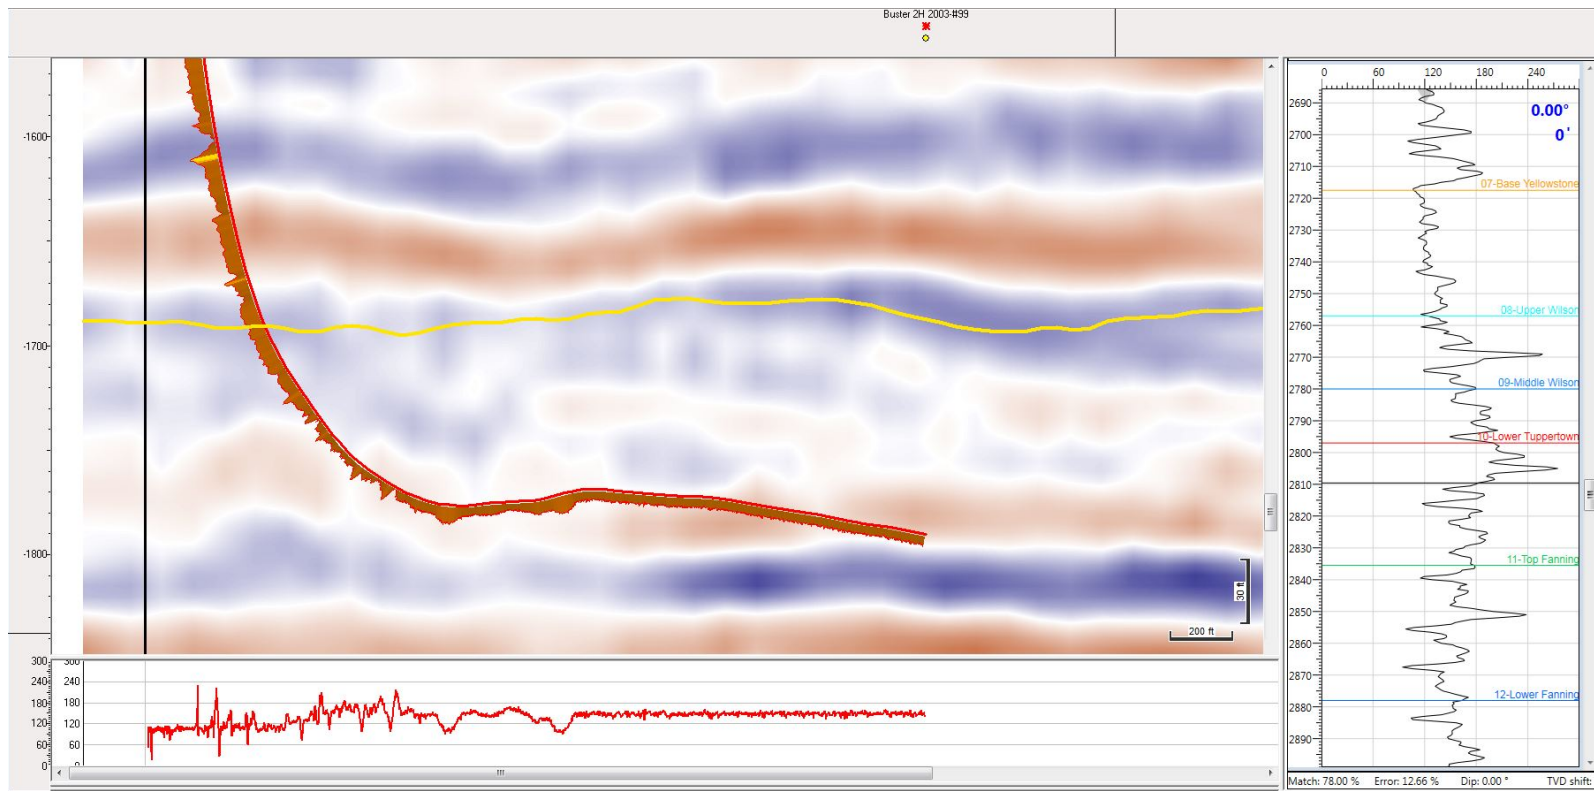 Buster 2H 2003-#99
-1600
-1700
-1800
30 ft
200 ft
300 300
240 240
180 180
120 120
60 60
0 0
0 60 120 180 240
0.00°
0'
2690
2700
2710
07-Base Yellowstone
2720
2730
2740
2750
08-Upper Wilson
2760
2770
2780
09-Middle Wilson
2790
10-Lower Tuppertown
2800
2810
2820
2830
11-Top Fanning
2840
2850
2860
2870
12-Lower Fanning
2880
2890
Match: 78.00 % Error: 12.66 % Dip: 0.00 ° TVD shift: